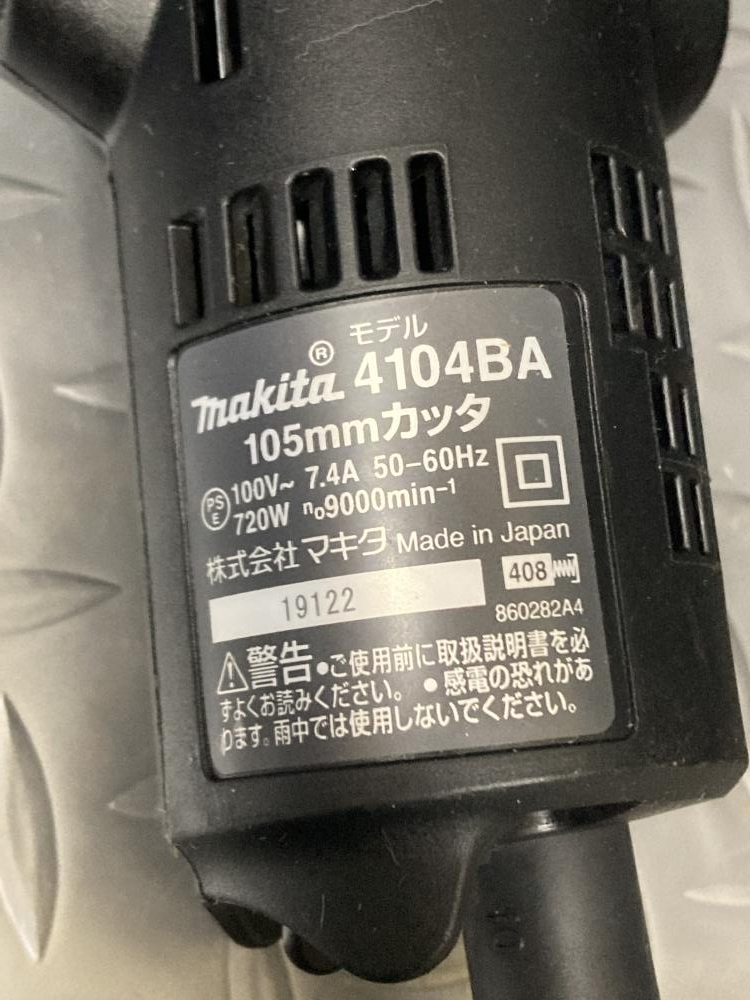 モデル
makita® 4104BA
105mmカッタ
PS
E
100V~ 7.4A 50-60Hz
720W n₀9000min⁻¹
株式会社マキタ Made in Japan
19122
408
860282A4
⚠警告●ご使用前に取扱説明書を必
ずよくお読みください。 ●感電の恐れがあ
ります。雨中では使用しないでください。